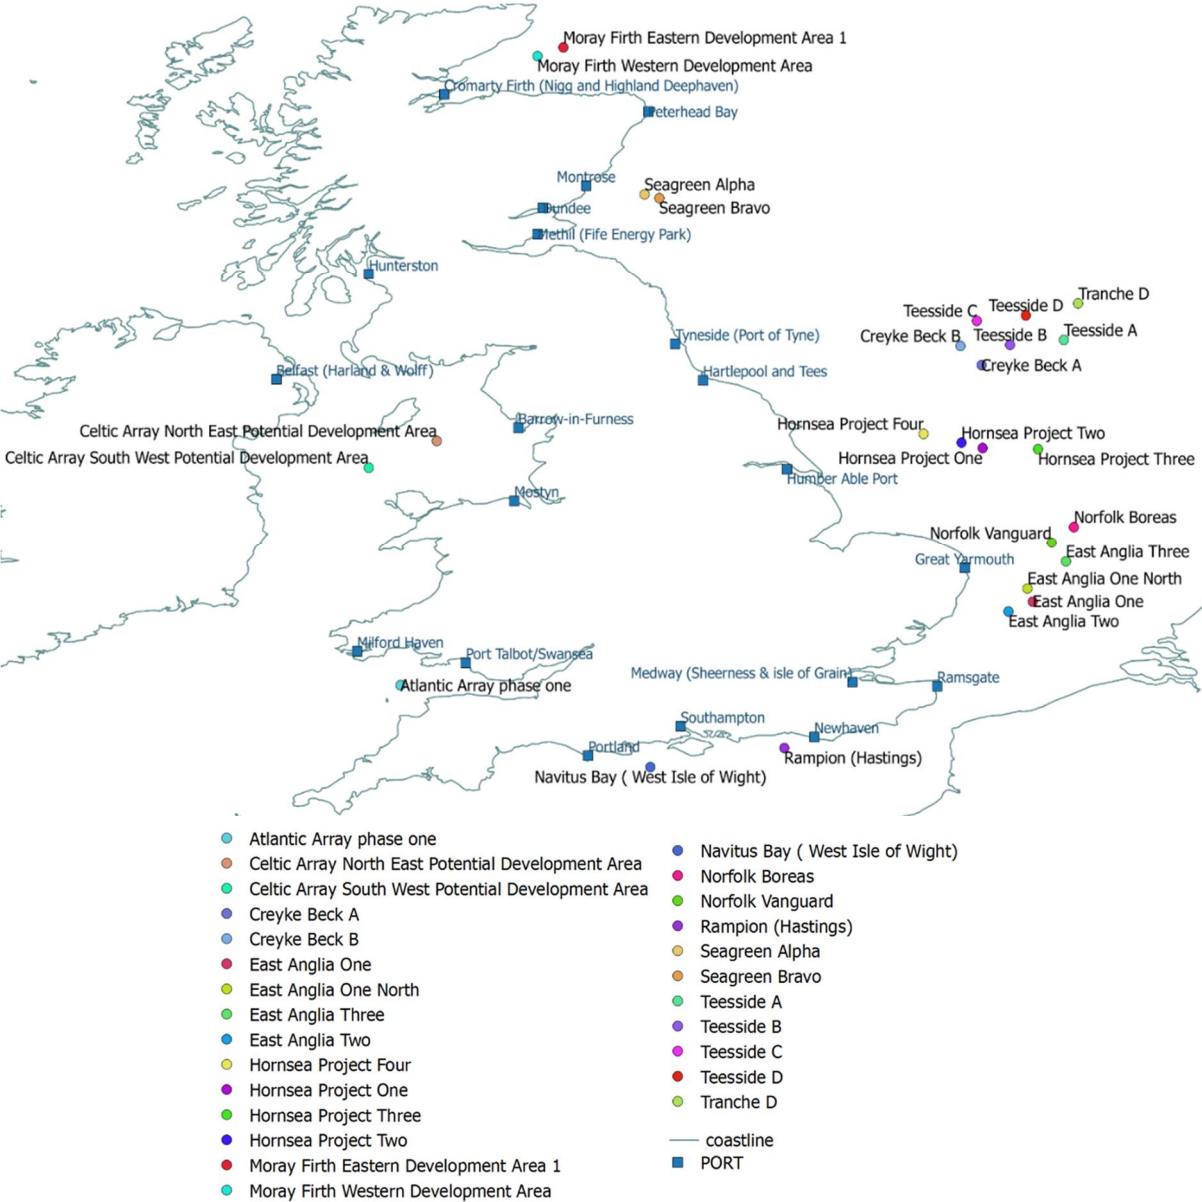 Moray Firth Eastern Development Area 1
Moray Firth Western Development Area
Cromarty Firth (Nigg and Highland Deephaven)
Peterhead Bay
Montrose
Seagreen Alpha
Dundee
Seagreen Bravo
Methil (Fife Energy Park)
Hunterston
Tranche D
Teesside D
Teesside C
Teesside A
Tyneside (Port of Tyne)
Creyke Beck B
Teesside B
Creyke Beck A
Belfast (Harland & Wolff)
Hartlepool and Tees
Barrow-in-Furness
Hornsea Project Four
Celtic Array North East Potential Development Area
Hornsea Project Two
Celtic Array South West Potential Development Area
Hornsea Project One
Hornsea Project Three
Humber Able Port
Mostyn
Norfolk Boreas
Norfolk Vanguard
East Anglia Three
Great Yarmouth
East Anglia One North
East Anglia One
East Anglia Two
Milford Haven
Port Talbot/Swansea
Medway (Sheerness & isle of Grain)
Ramsgate
Atlantic Array phase one
Southampton
Newhaven
Portland
Rampion (Hastings)
Navitus Bay ( West Isle of Wight)
Atlantic Array phase one
Celtic Array North East Potential Development Area
Celtic Array South West Potential Development Area
Creyke Beck A
Creyke Beck B
East Anglia One
East Anglia One North
East Anglia Three
East Anglia Two
Hornsea Project Four
Hornsea Project One
Hornsea Project Three
Hornsea Project Two
Moray Firth Eastern Development Area 1
Moray Firth Western Development Area
Navitus Bay ( West Isle of Wight)
Norfolk Boreas
Norfolk Vanguard
Rampion (Hastings)
Seagreen Alpha
Seagreen Bravo
Teesside A
Teesside B
Teesside C
Teesside D
Tranche D
coastline
PORT